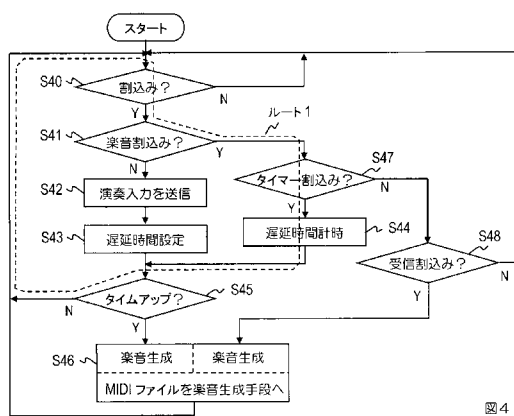 スタート
S40
割込み?
N
Y
ルート1
S41
楽音割込み?
Y
N
S47
タイマー割込み?
N
Y
S42
演奏入力を送信
S43
遅延時間設定
遅延時間計時
S44
S48
受信割込み?
N
Y
タイムアップ?
S45
N
Y
S46
楽音生成
楽音生成
MIDIファイルを楽音生成手段へ
図4